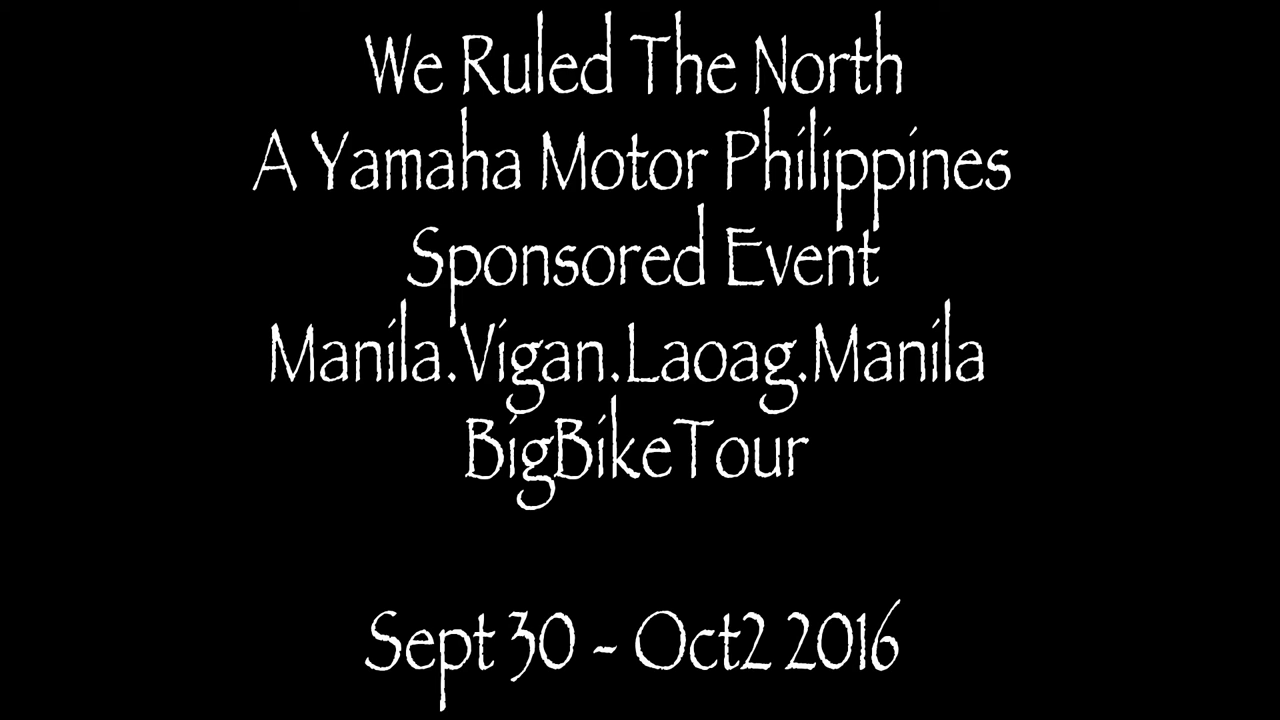 We Ruled The North
A Yamaha Motor Philippines
Sponsored Event
Manila.Vigan.Laoag.Manila
BigBikeTour
Sept 30 - Oct2 2016